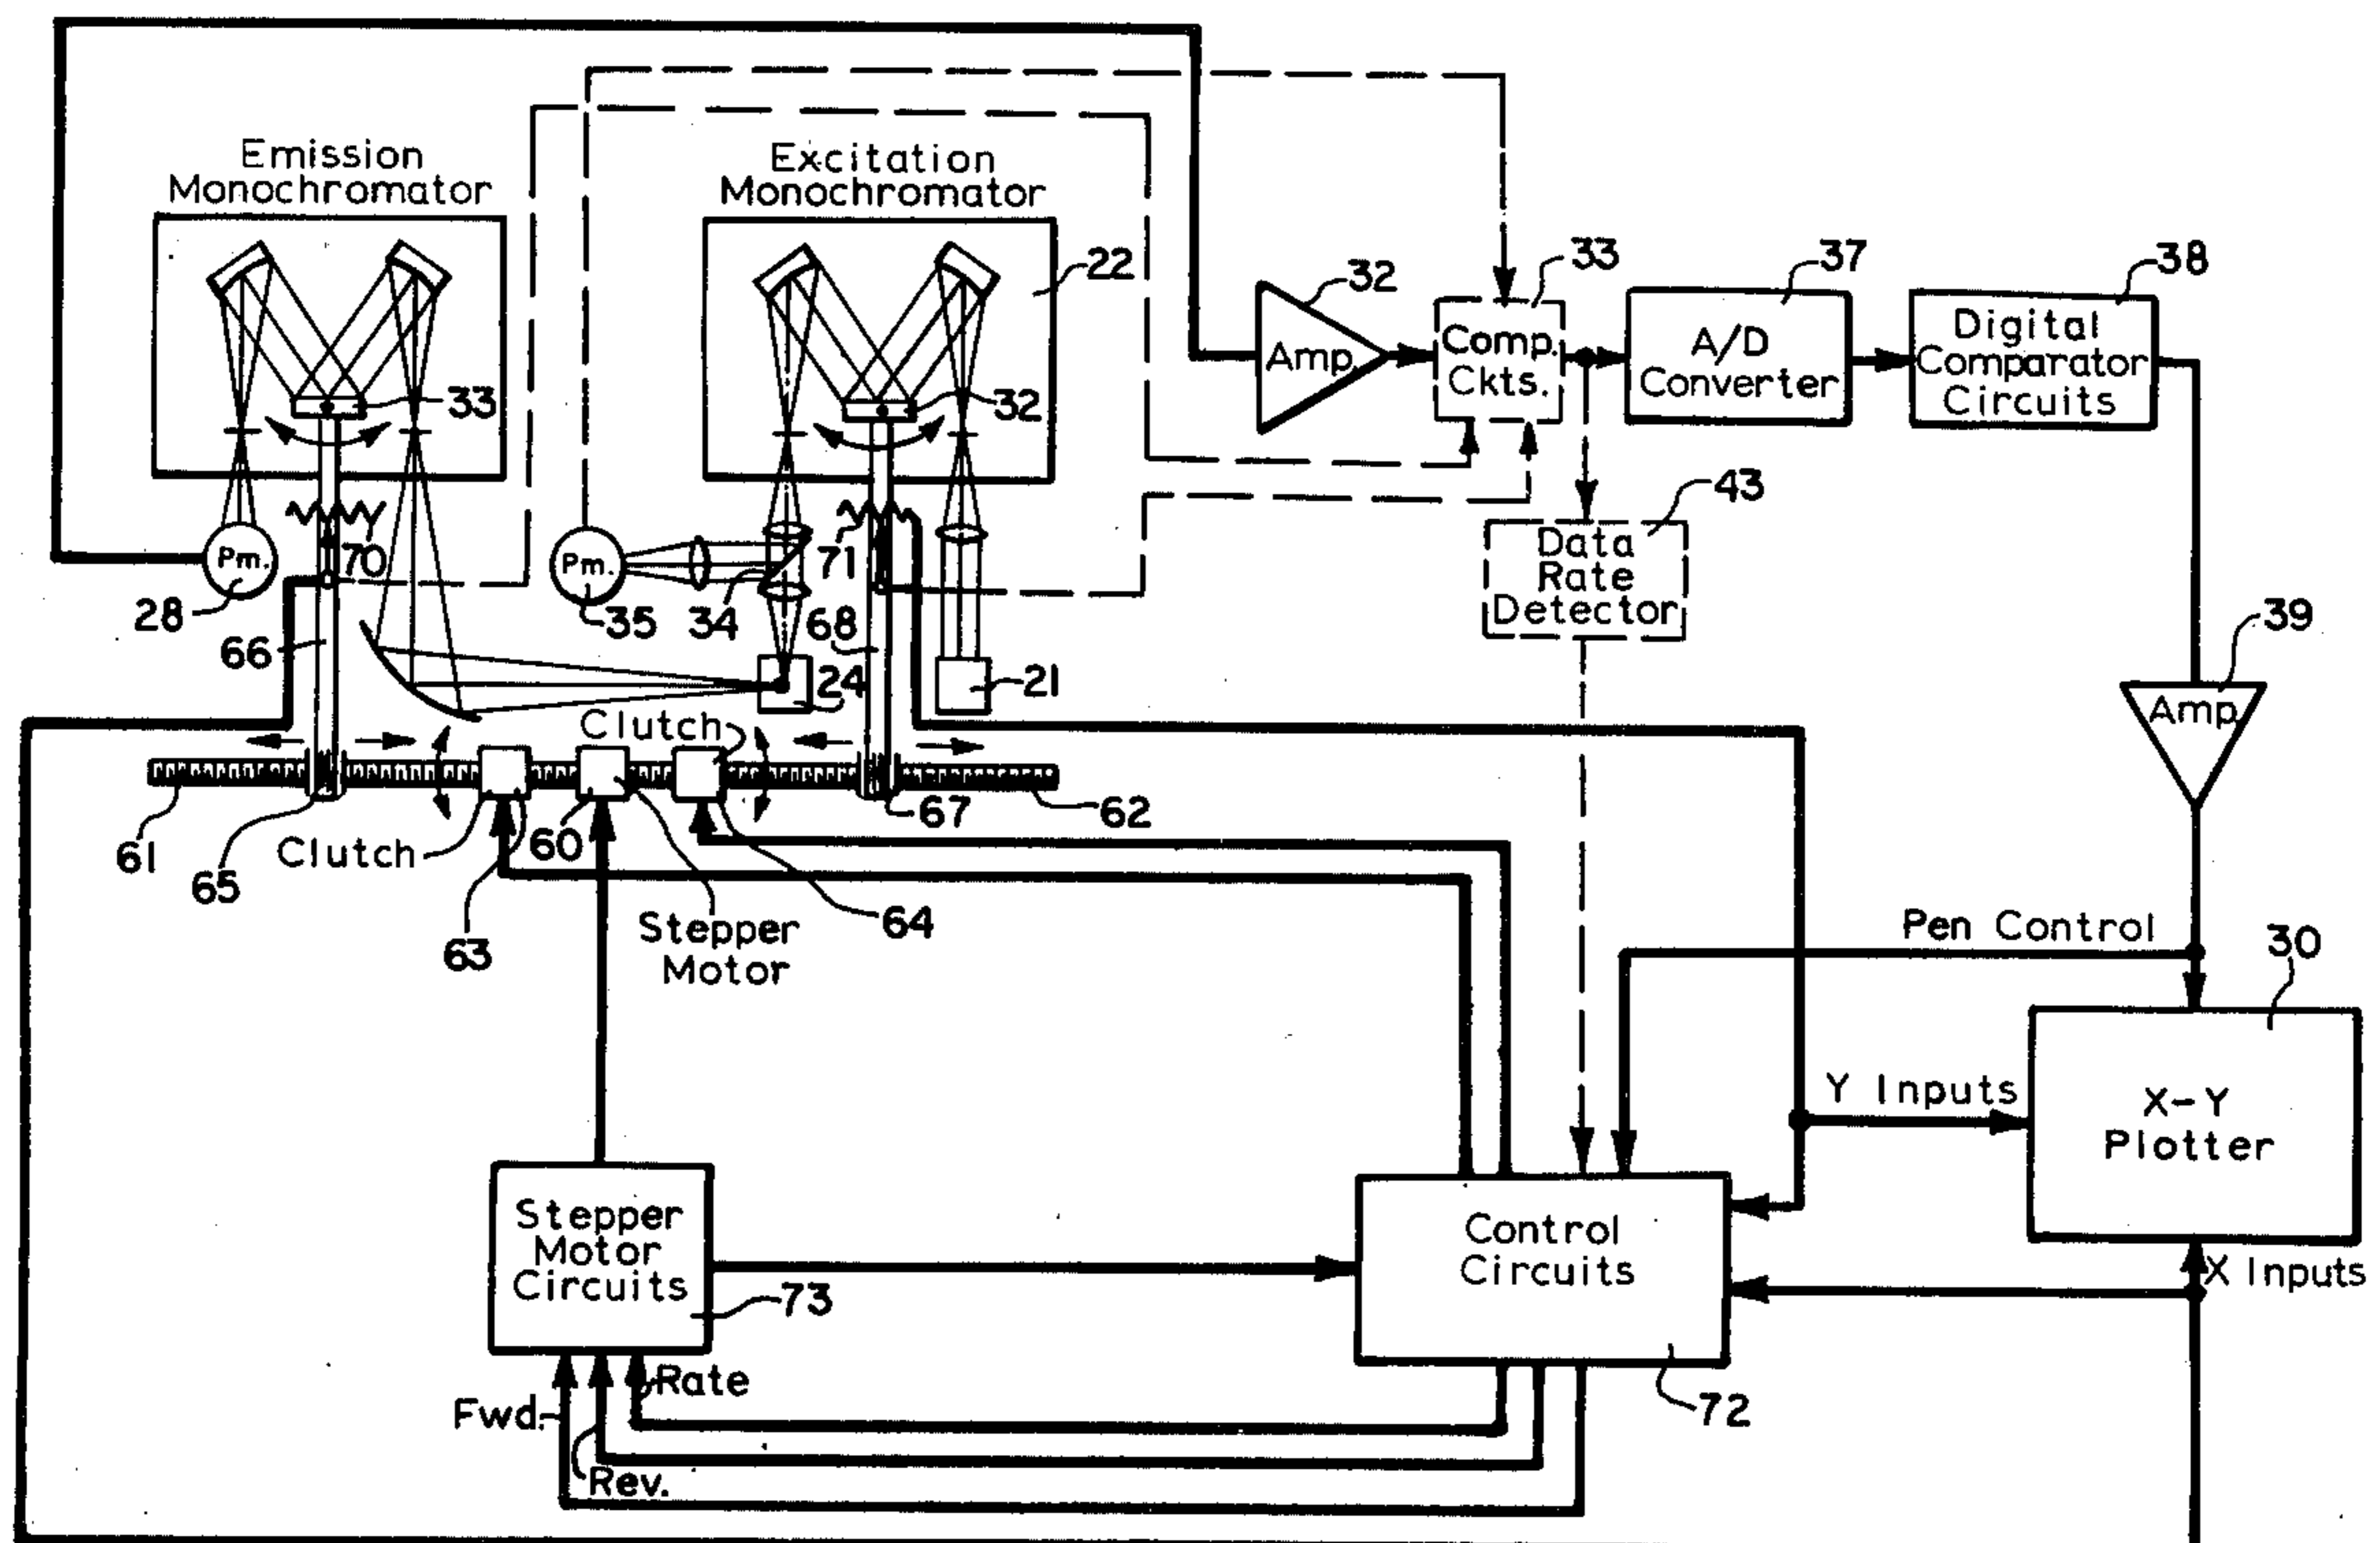 Emission
Monochromator
Excitation
Monochromator
22
33
37
38
32
Amp.
Comp.
Ckts.
A/D
Converter
Digital
Comparator
Circuits
33
32
43
Data
Rate
Detector
70
71
Pm.
Pm.
28
35
34
68
66
24
21
39
Amp.
Clutch
61
65
Clutch
63
60
67
62
64
Stepper
Motor
Pen Control
30
Y Inputs
X-Y
Plotter
Stepper
Motor
Circuits
73
Control
Circuits
X Inputs
72
Rate
Fwd.
Rev.